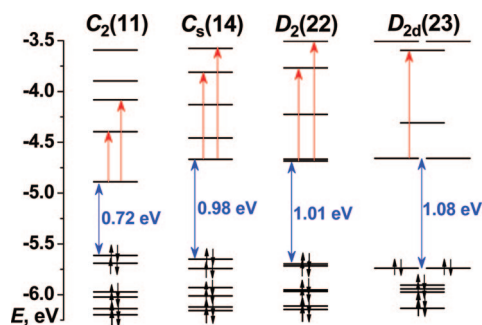 C2(11) Cs(14) D2(22) D2d(23)
-3.5
-4.0
-4.5
-5.0
-5.5
-6.0
0.72 eV
0.98 eV
1.01 eV
1.08 eV
E, eV